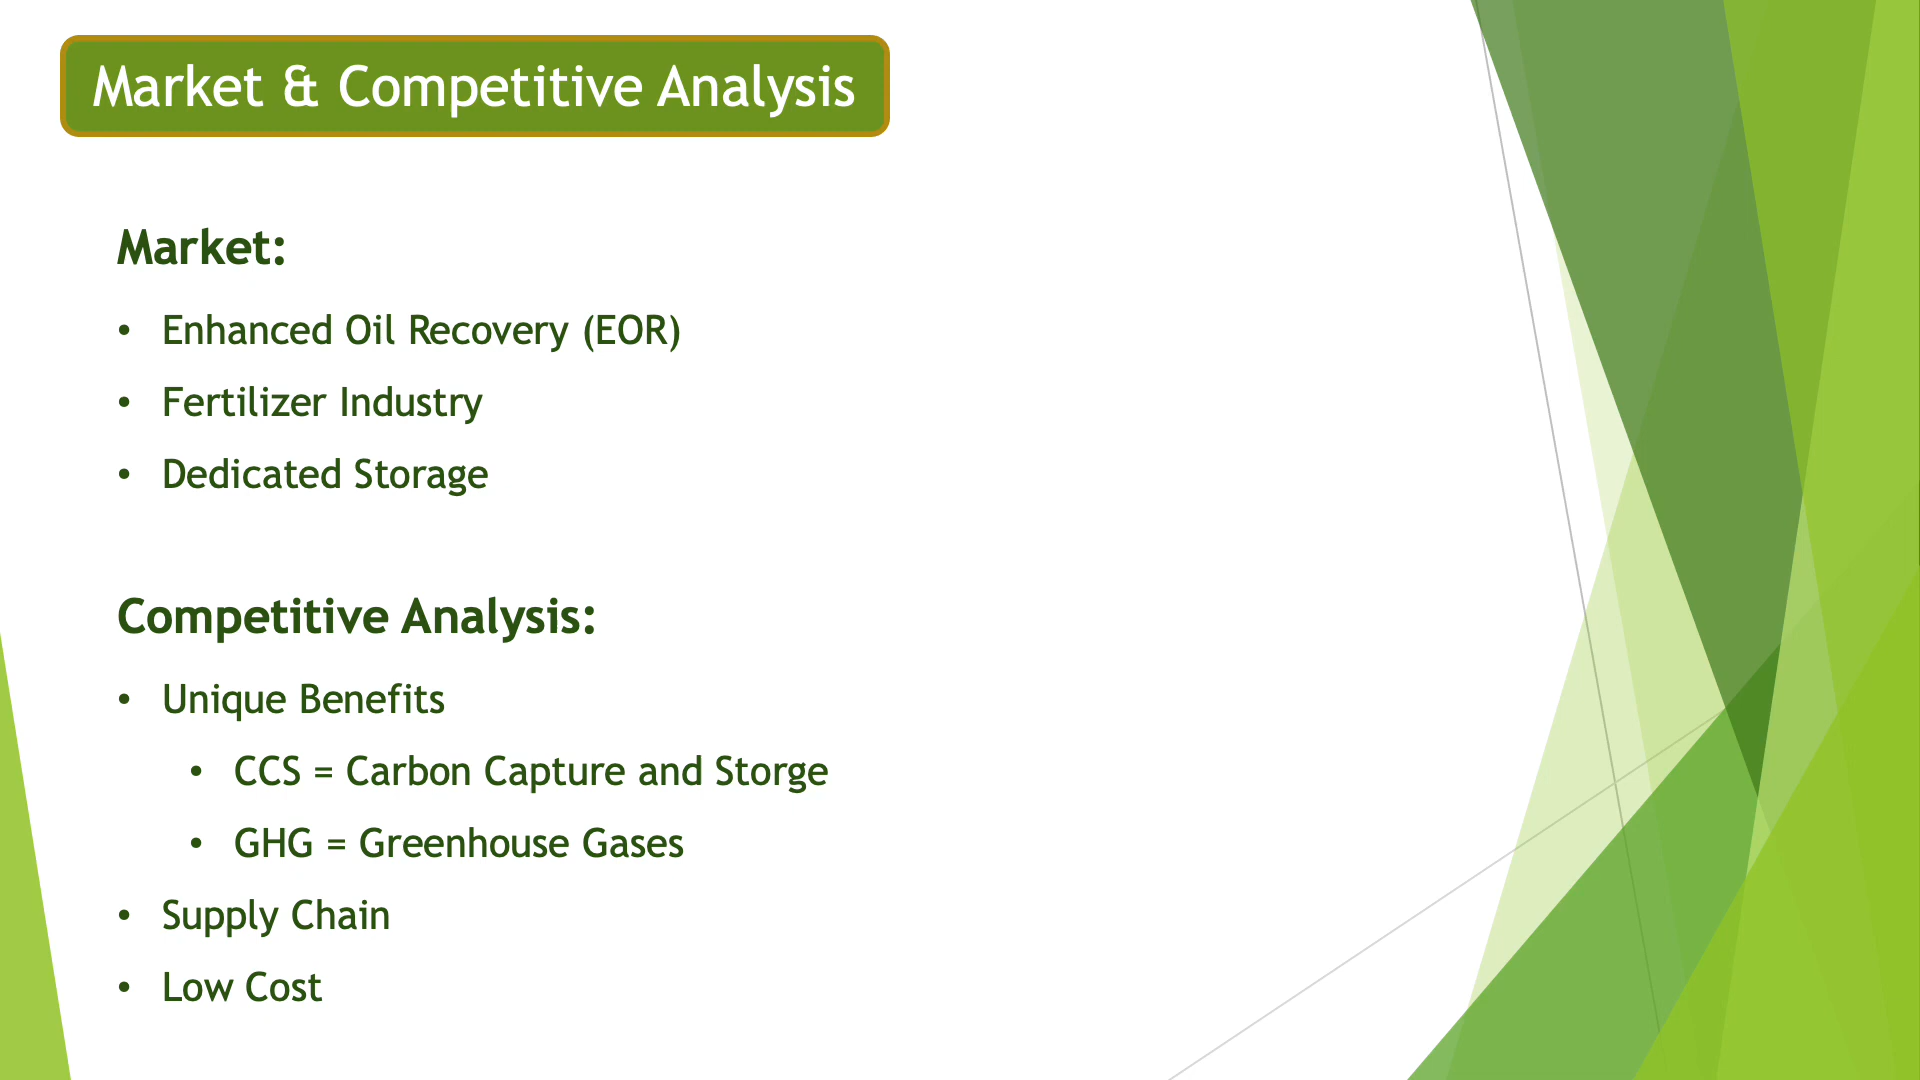 Market & Competitive Analysis
Market:
• Enhanced Oil Recovery (EOR)
• Fertilizer Industry
• Dedicated Storage
Competitive Analysis:
• Unique Benefits
• CCS = Carbon Capture and Storge
• GHG = Greenhouse Gases
• Supply Chain
• Low Cost